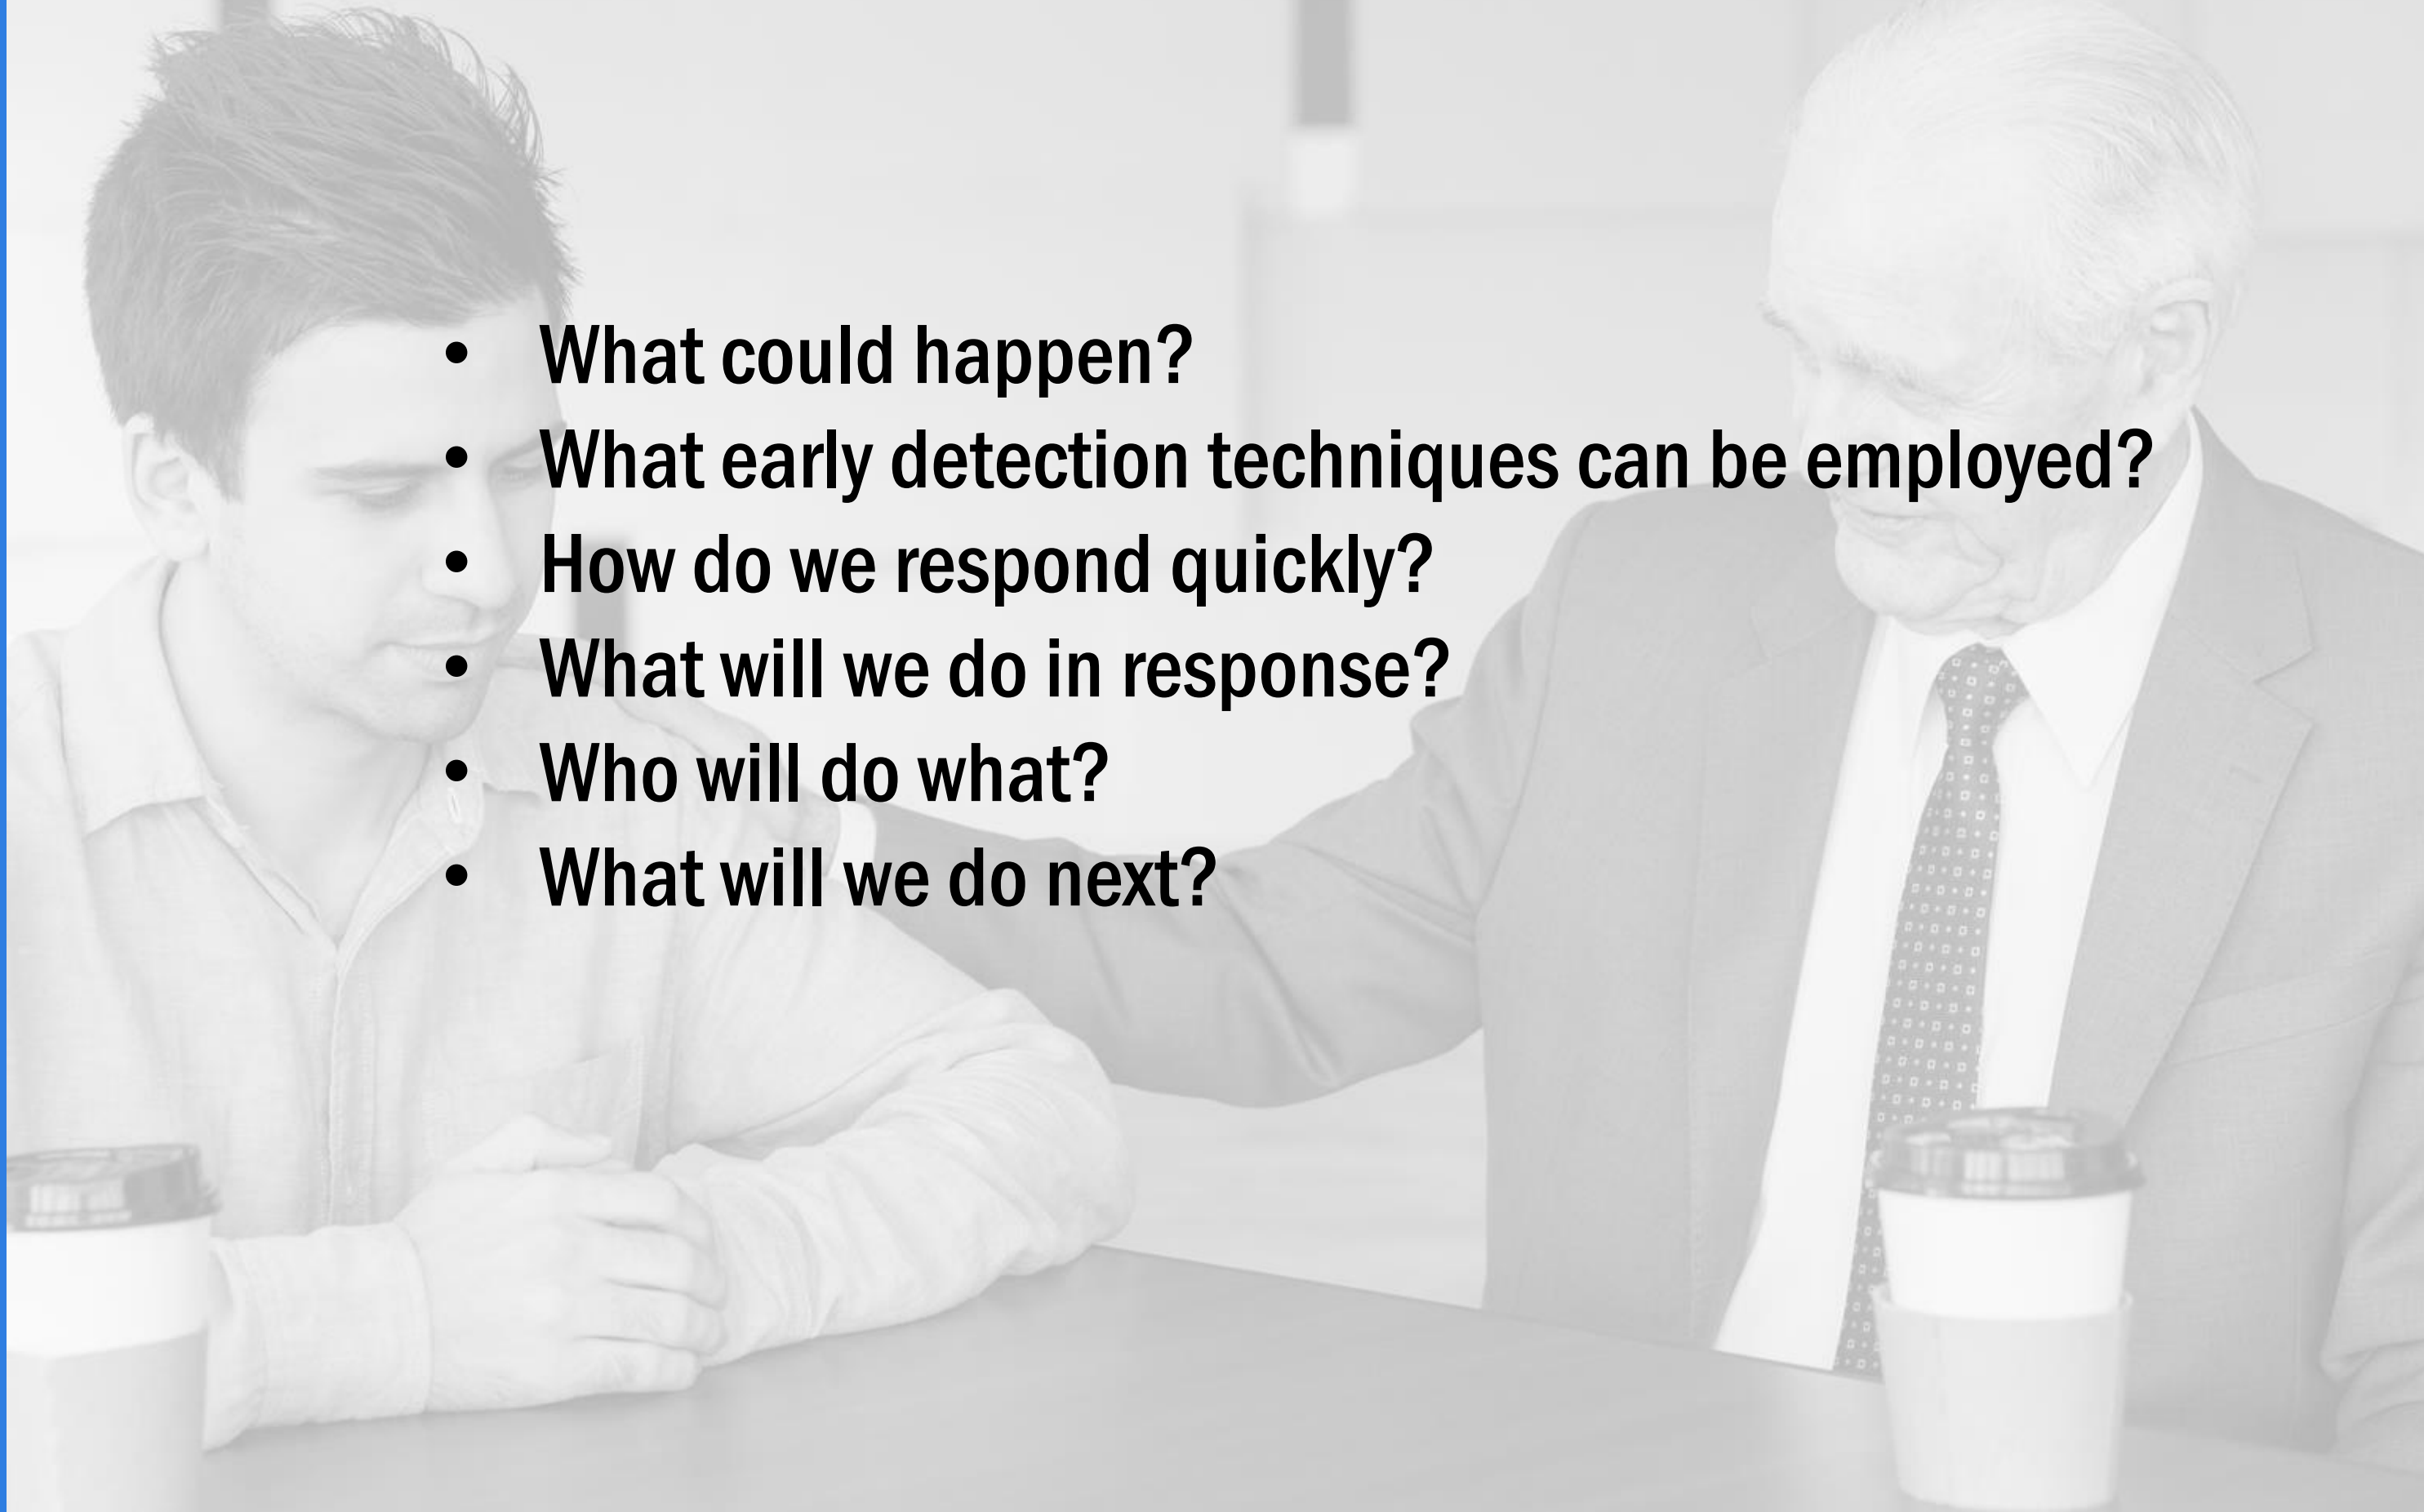 • What could happen?
• What early detection techniques can be employed?
• How do we respond quickly?
• What will we do in response?
• Who will do what?
• What will we do next?